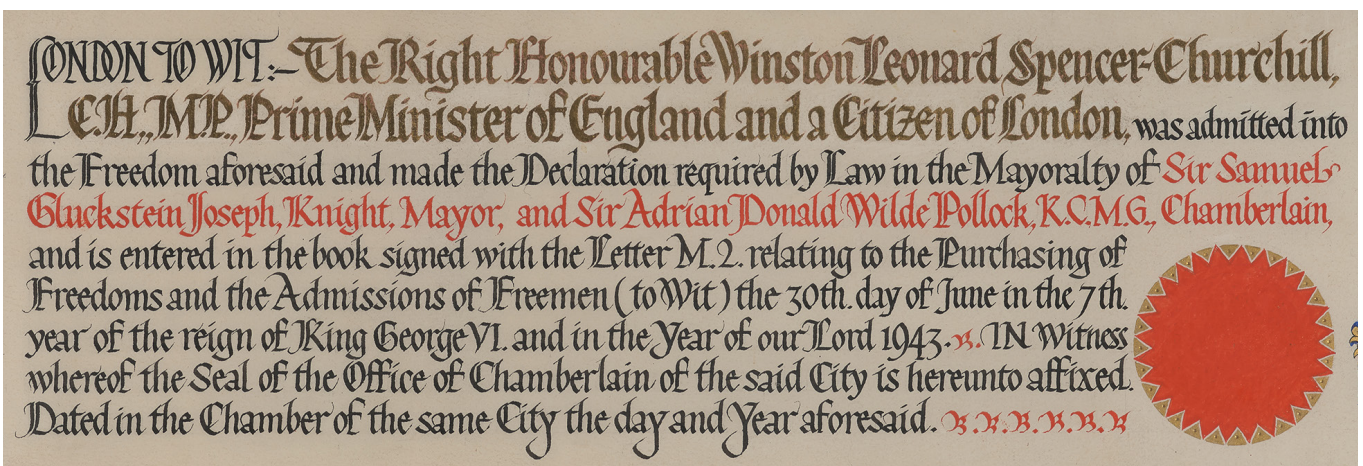 LONDON TO WIT:– The Right Honourable Winston Leonard Spencer-Churchill,
C.H., M.P., Prime Minister of England and a Citizen of London, was admitted into
the Freedom aforesaid and made the Declaration required by Law in the Mayoralty of Sir Samuel
Gluckstein Joseph, Knight, Mayor, and Sir Adrian Donald Wilde Pollock, K.C.M.G., Chamberlain,
and is entered in the book signed with the Letter M.2. relating to the Purchasing of
Freedoms and the Admissions of Freemen (to Wit) the 30th. day of June in the 7th.
year of the reign of King George VI. and in the Year of our Lord 1943. IN Witness
whereof the Seal of the Office of Chamberlain of the said City is hereunto affixed.
Dated in the Chamber of the same City the day and Year aforesaid.